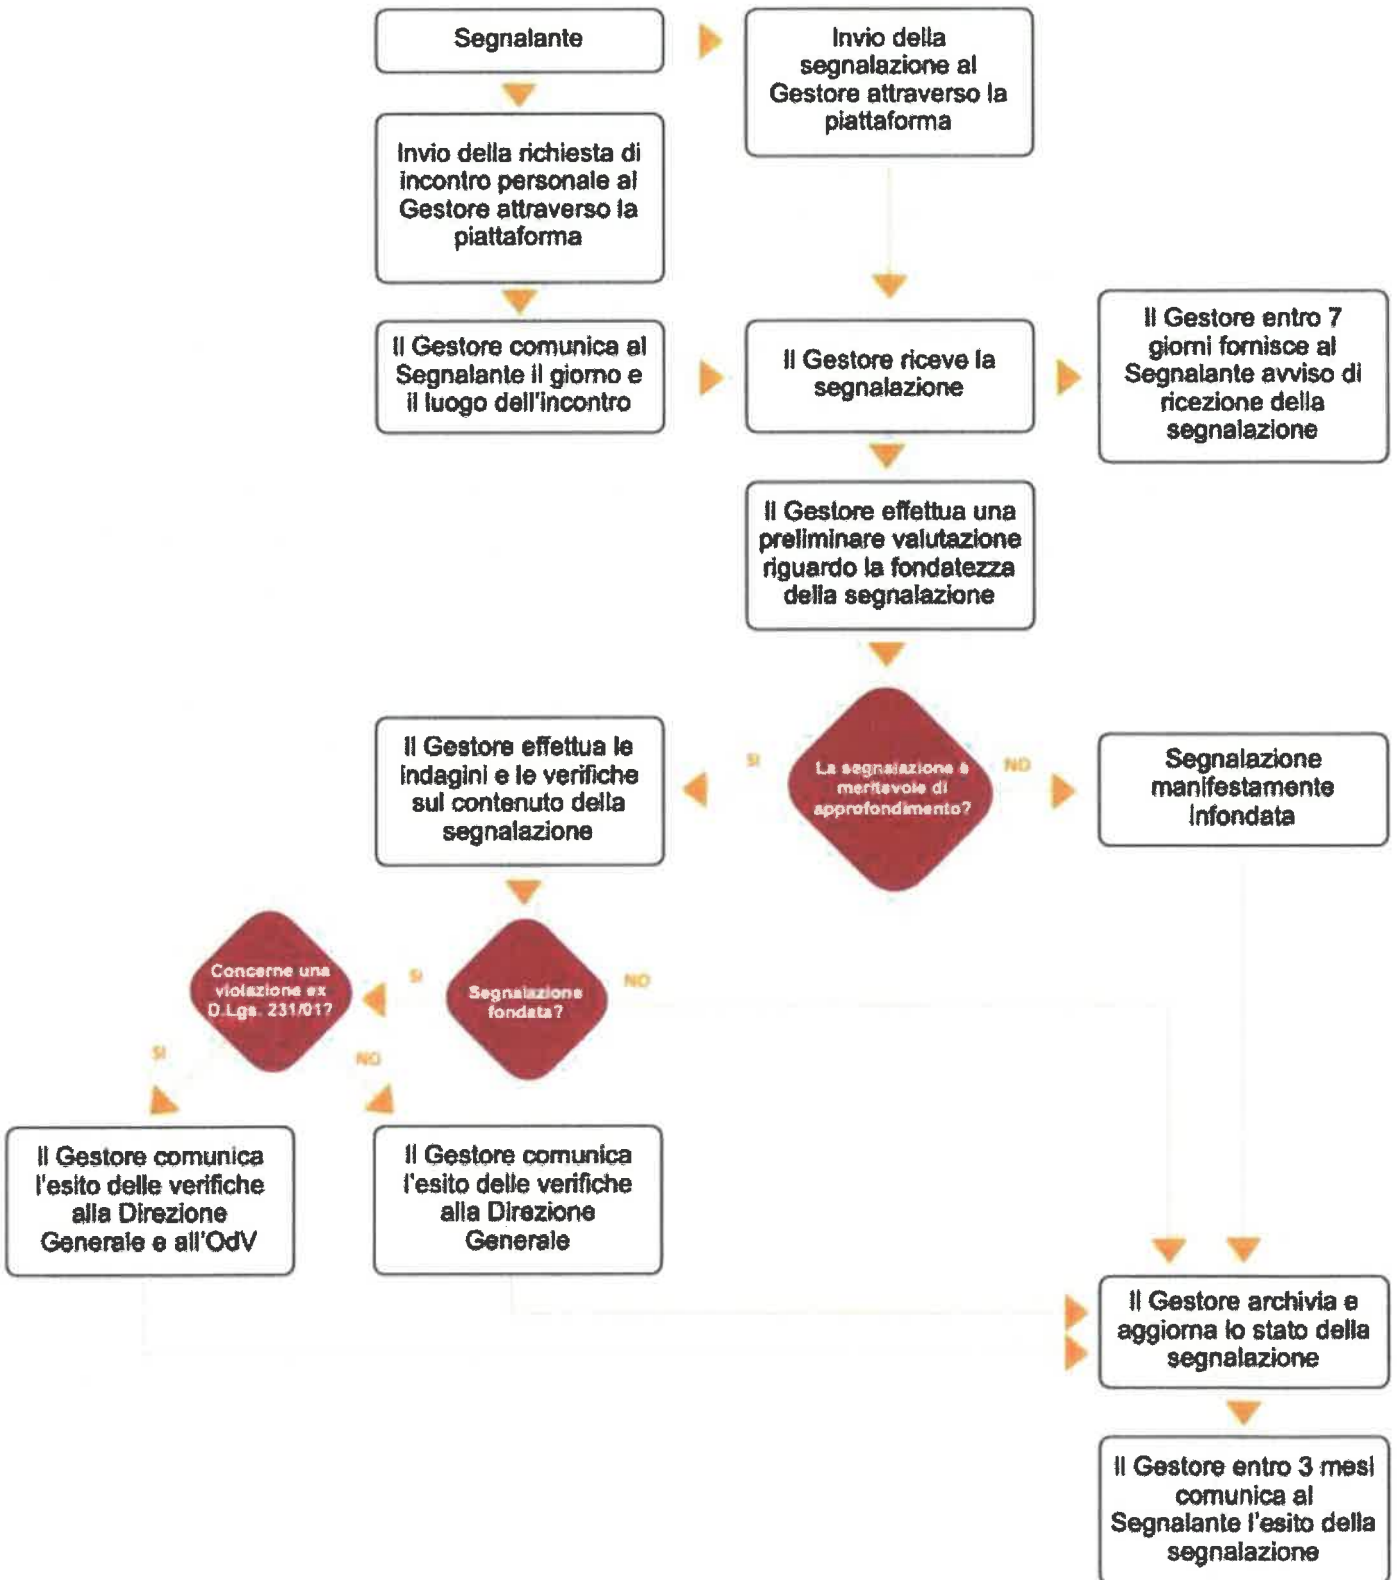 Segnalante
Invio della
segnalazione al
Gestore attraverso la
piattaforma
Invio della richiesta di
incontro personale al
Gestore attraverso la
piattaforma
Il Gestore comunica al
Segnalante il giorno e
il luogo dell'incontro
Il Gestore riceve la
segnalazione
Il Gestore entro 7
giorni fornisce al
Segnalante avviso di
ricezione della
segnalazione
Il Gestore effettua una
preliminare valutazione
riguardo la fondatezza
della segnalazione
La segnalazione è
meritevole di
approfondimento?
SI
NO
Il Gestore effettua le
indagini e le verifiche
sul contenuto della
segnalazione
Segnalazione
manifestamente
infondata
Segnalazione
fondata?
SI
NO
Concerne una
violazione ex
D.Lgs. 231/01?
SI
NO
Il Gestore comunica
l'esito delle verifiche
alla Direzione
Generale e all'OdV
Il Gestore comunica
l'esito delle verifiche
alla Direzione
Generale
Il Gestore archivia e
aggiorna lo stato della
segnalazione
Il Gestore entro 3 mesi
comunica al
Segnalante l'esito della
segnalazione